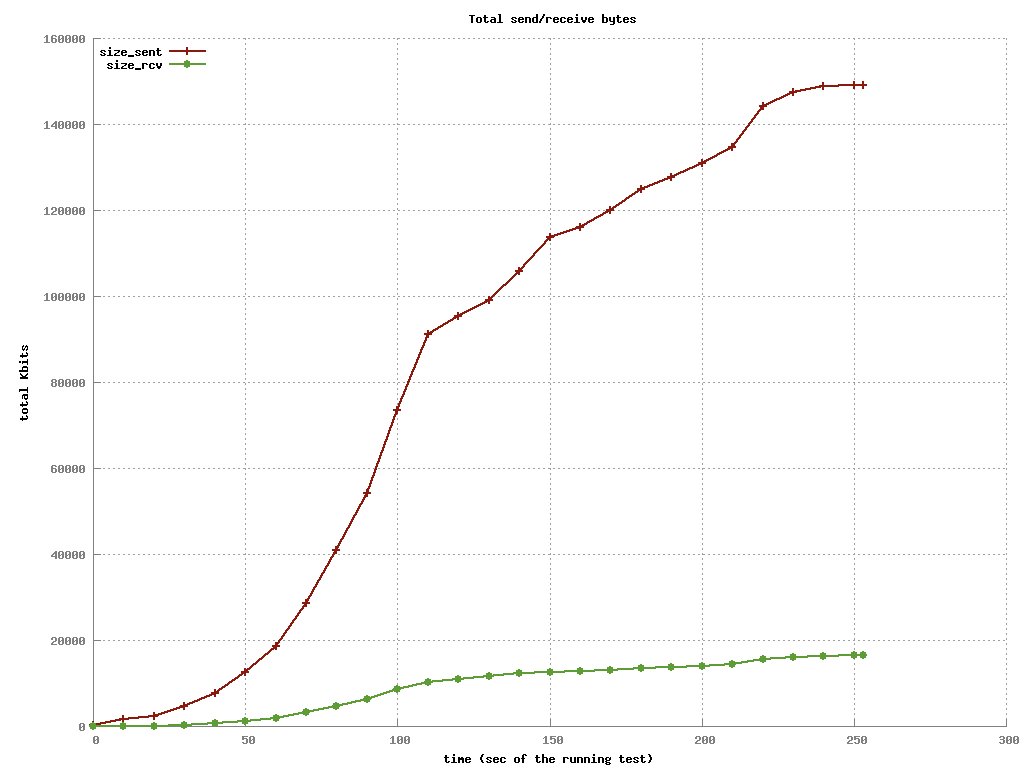 Total send/receive bytes
160000
size_sent
size_rcv
140000
120000
100000
total Kbits
80000
60000
40000
20000
0
0 50 100 150 200 250 300
time (sec of the running test)